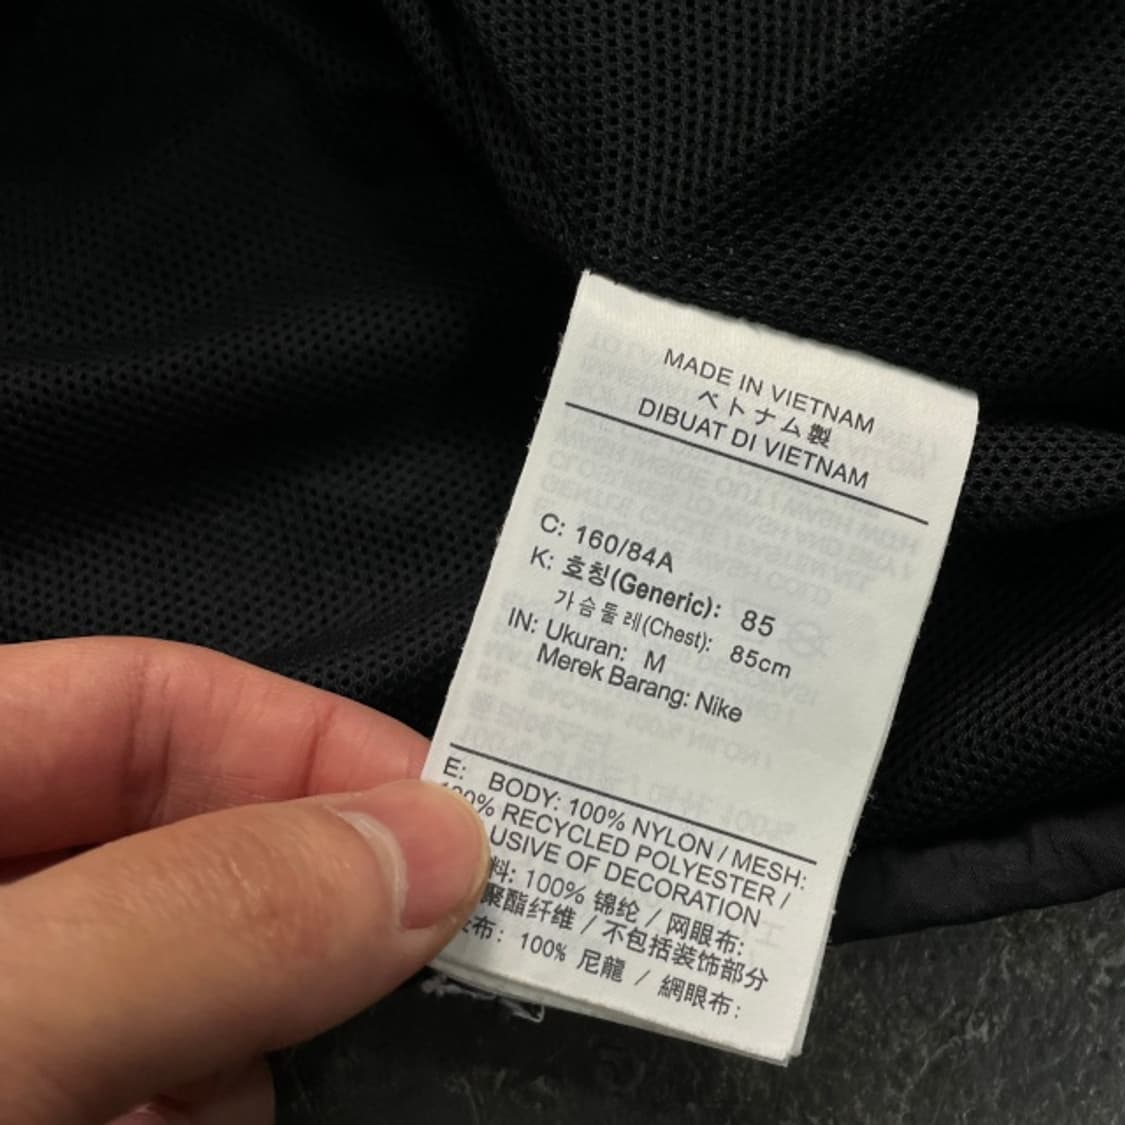 MADE IN VIETNAM
ベトナム製
DIBUAT DI VIETNAM
C: 160/84A
K: 호칭(Generic): 85
가슴둘레(Chest): 85cm
IN: Ukuran: M
Merek Barang: Nike
E: BODY: 100% NYLON / MESH:
100% RECYCLED POLYESTER /
USIVE OF DECORATION
料: 100% 锦纶 / 网眼布:
聚酯纤维 / 不包括装饰部分
布: 100% 尼龍 / 網眼布: